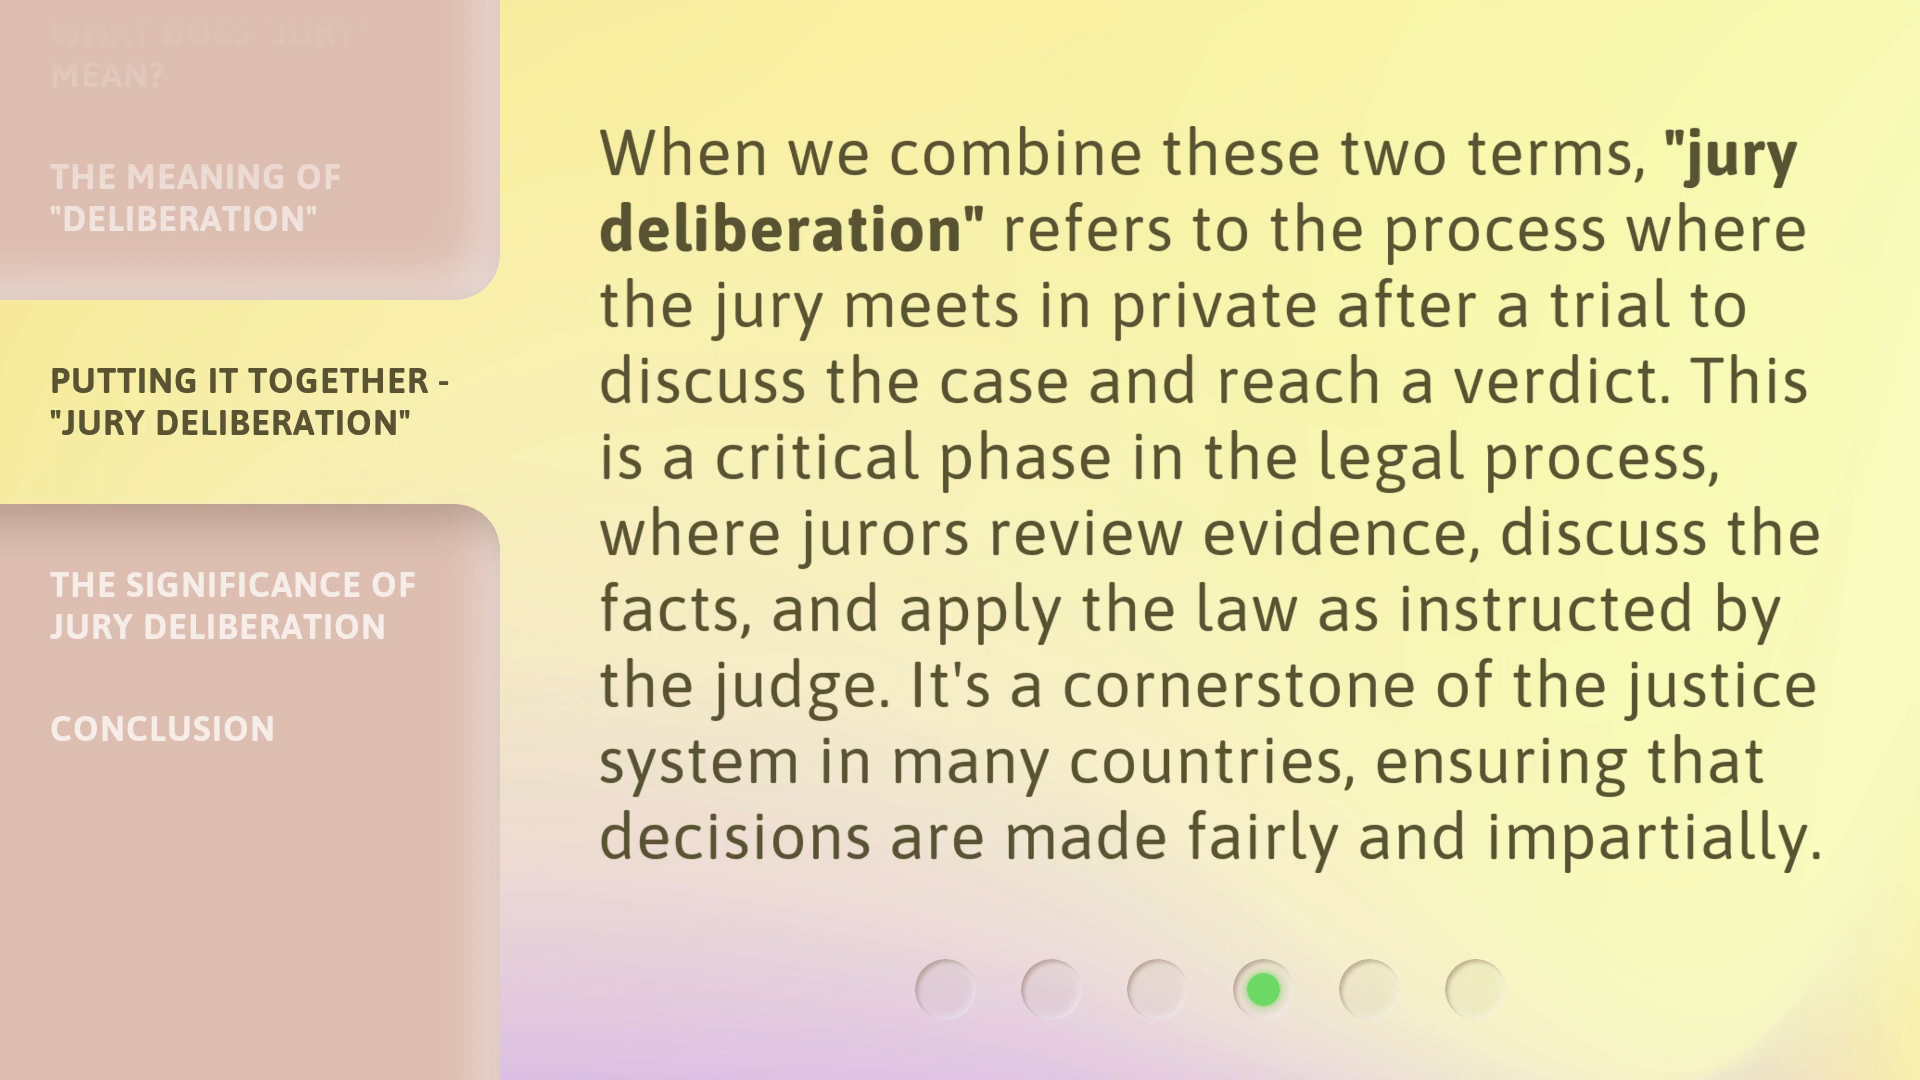 WHAT DOES "JURY"
MEAN?
THE MEANING OF
"DELIBERATION"
PUTTING IT TOGETHER -
"JURY DELIBERATION"
THE SIGNIFICANCE OF
JURY DELIBERATION
CONCLUSION
When we combine these two terms, "jury
deliberation" refers to the process where
the jury meets in private after a trial to
discuss the case and reach a verdict. This
is a critical phase in the legal process,
where jurors review evidence, discuss the
facts, and apply the law as instructed by
the judge. It's a cornerstone of the justice
system in many countries, ensuring that
decisions are made fairly and impartially.